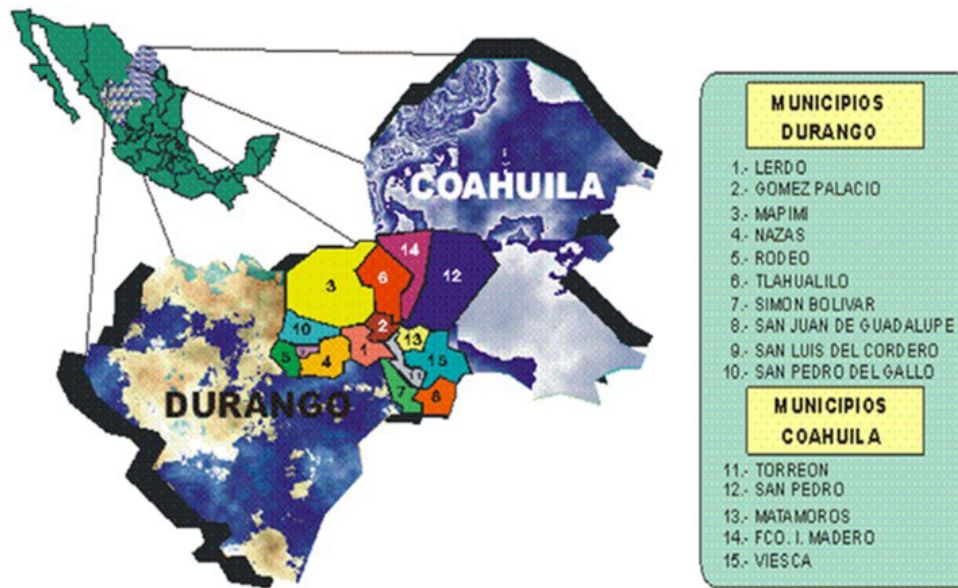 COAHUILA
DURANGO
14
3
6
12
2
10
13
1
5
4
15
11
7
8
MUNICIPIOS
DURANGO
1.- LERDO
2.- GOMEZ PALACIO
3.- MAPIMI
4.- NAZAS
5.- RODEO
6.- TLAHUALILO
7.- SIMON BOLIVAR
8.- SAN JUAN DE GUADALUPE
9.- SAN LUIS DEL CORDERO
10.- SAN PEDRO DEL GALLO
MUNICIPIOS
COAHUILA
11.- TORREON
12.- SAN PEDRO
13.- MATAMOROS
14.- FCO. I. MADERO
15.- VIESCA